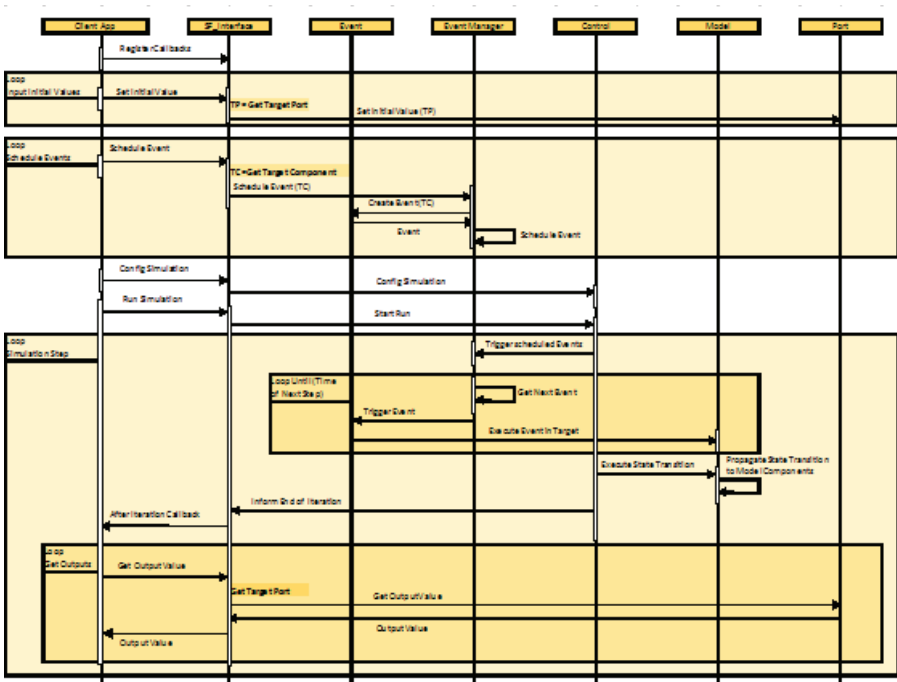 Client App SF_Interface Event Event Manager Control Model Port
Register Callbacks
Loop
Input Initial Values
Set Initial Value
TP=Get Target Port
Set Initial Value (TP)
Loop
Schedule Events
Schedule Event
TC=Get Target Component
Schedule Event (TC)
Create Event(TC)
Event
Schedule Event
Config Simulation
Config Simulation
Run Simulation
Start Run
Loop
Simulation Step
Trigger scheduled Events
Loop Until (Time
of Next Step)
Get Next Event
Trigger Event
Execute Event in Target
Execute State Transition
Propagate State Transition
to Model Components
Inform End of Iteration
After Iteration Callback
Loop
Get Outputs
Get Output Value
Get Target Port
Get Output Value
Output Value
Output Value